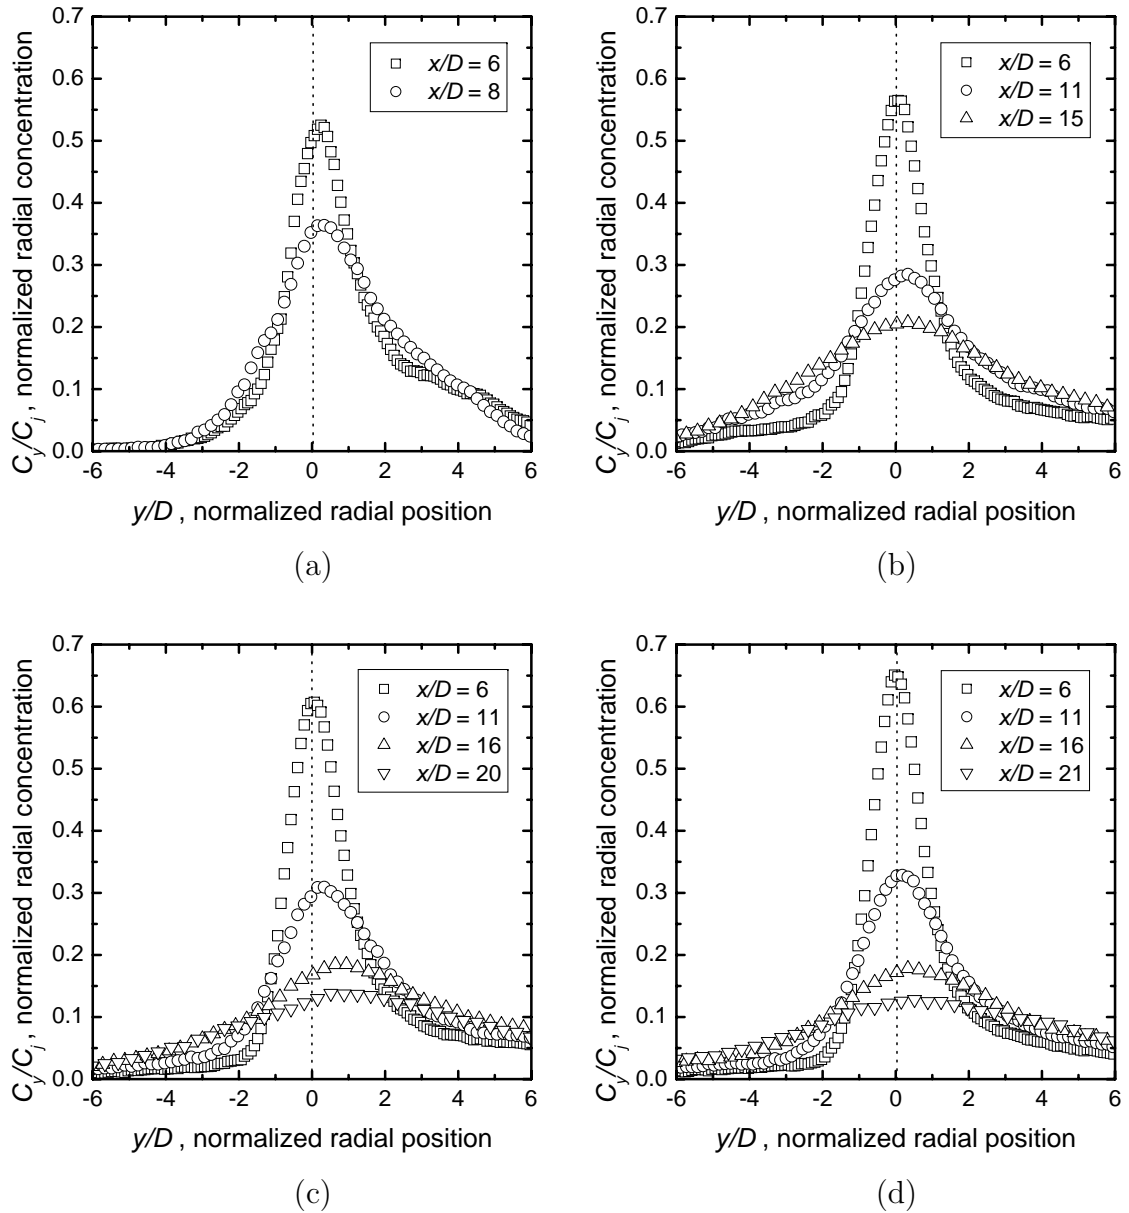 0.7
0.6
0.5
0.4
0.3
0.2
0.1
0.0
C_y/C_j , normalized radial concentration
x/D = 6
x/D = 8
-6 -4 -2 0 2 4 6
y/D , normalized radial position
(a)
0.7
0.6
0.5
0.4
0.3
0.2
0.1
0.0
C_y/C_j , normalized radial concentration
x/D = 6
x/D = 11
x/D = 15
-6 -4 -2 0 2 4 6
y/D , normalized radial position
(b)
0.7
0.6
0.5
0.4
0.3
0.2
0.1
0.0
C_y/C_j , normalized radial concentration
x/D = 6
x/D = 11
x/D = 16
x/D = 20
-6 -4 -2 0 2 4 6
y/D , normalized radial position
(c)
0.7
0.6
0.5
0.4
0.3
0.2
0.1
0.0
C_y/C_j , normalized radial concentration
x/D = 6
x/D = 11
x/D = 16
x/D = 21
-6 -4 -2 0 2 4 6
y/D , normalized radial position
(d)